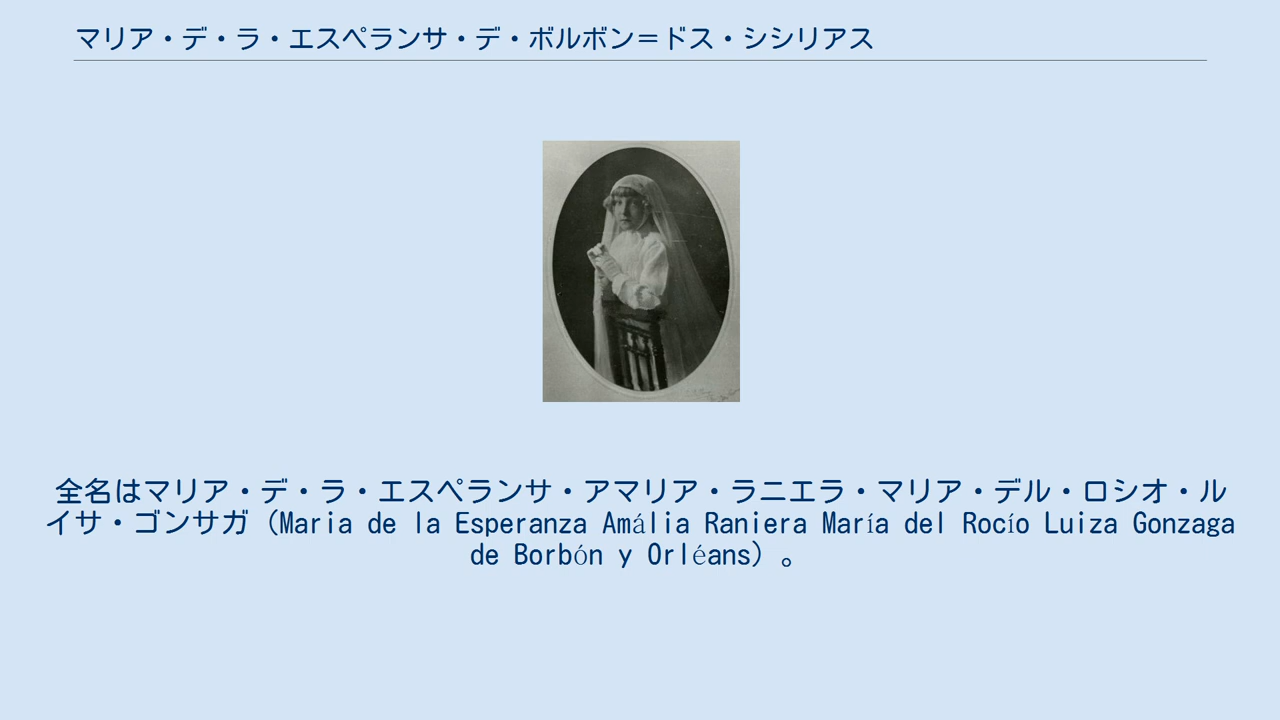 マリア・デ・ラ・エスペランサ・デ・ボルボン＝ドス・シシリアス
全名はマリア・デ・ラ・エスペランサ・アマリア・ラニエラ・マリア・デル・ロシオ・ル
イサ・ゴンサガ（Maria de la Esperanza Amália Raniera María del Rocío Luiza Gonzaga
de Borbón y Orléans）。